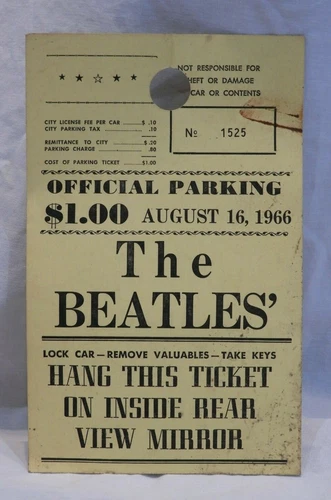 NOT RESPONSIBLE FOR
THEFT OR DAMAGE
CAR OR CONTENTS
CITY LICENSE FEE PER CAR ........ $ .10
CITY PARKING TAX ........ .10
REMITTANCE TO CITY ........ $ .20
PARKING CHARGE ........ .80
COST OF PARKING TICKET ........ $1.00
No 1525
OFFICIAL PARKING
$1.00 AUGUST 16, 1966
The
BEATLES'
LOCK CAR — REMOVE VALUABLES — TAKE KEYS
HANG THIS TICKET
ON INSIDE REAR
VIEW MIRROR